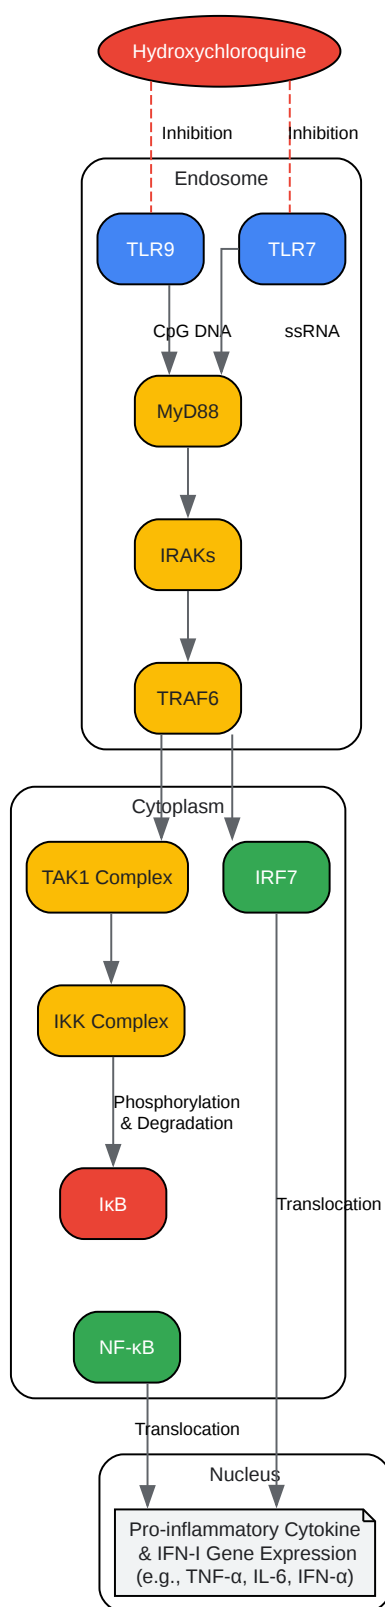 Hydroxychloroquine
Inhibition
Inhibition
Endosome
TLR9
TLR7
CpG DNA
ssRNA
MyD88
IRAKs
TRAF6
Cytoplasm
TAK1 Complex
IRF7
IKK Complex
Phosphorylation
& Degradation
IκB
Translocation
NF-κB
Translocation
Nucleus
Pro-inflammatory Cytokine
& IFN-I Gene Expression
(e.g., TNF-α, IL-6, IFN-α)